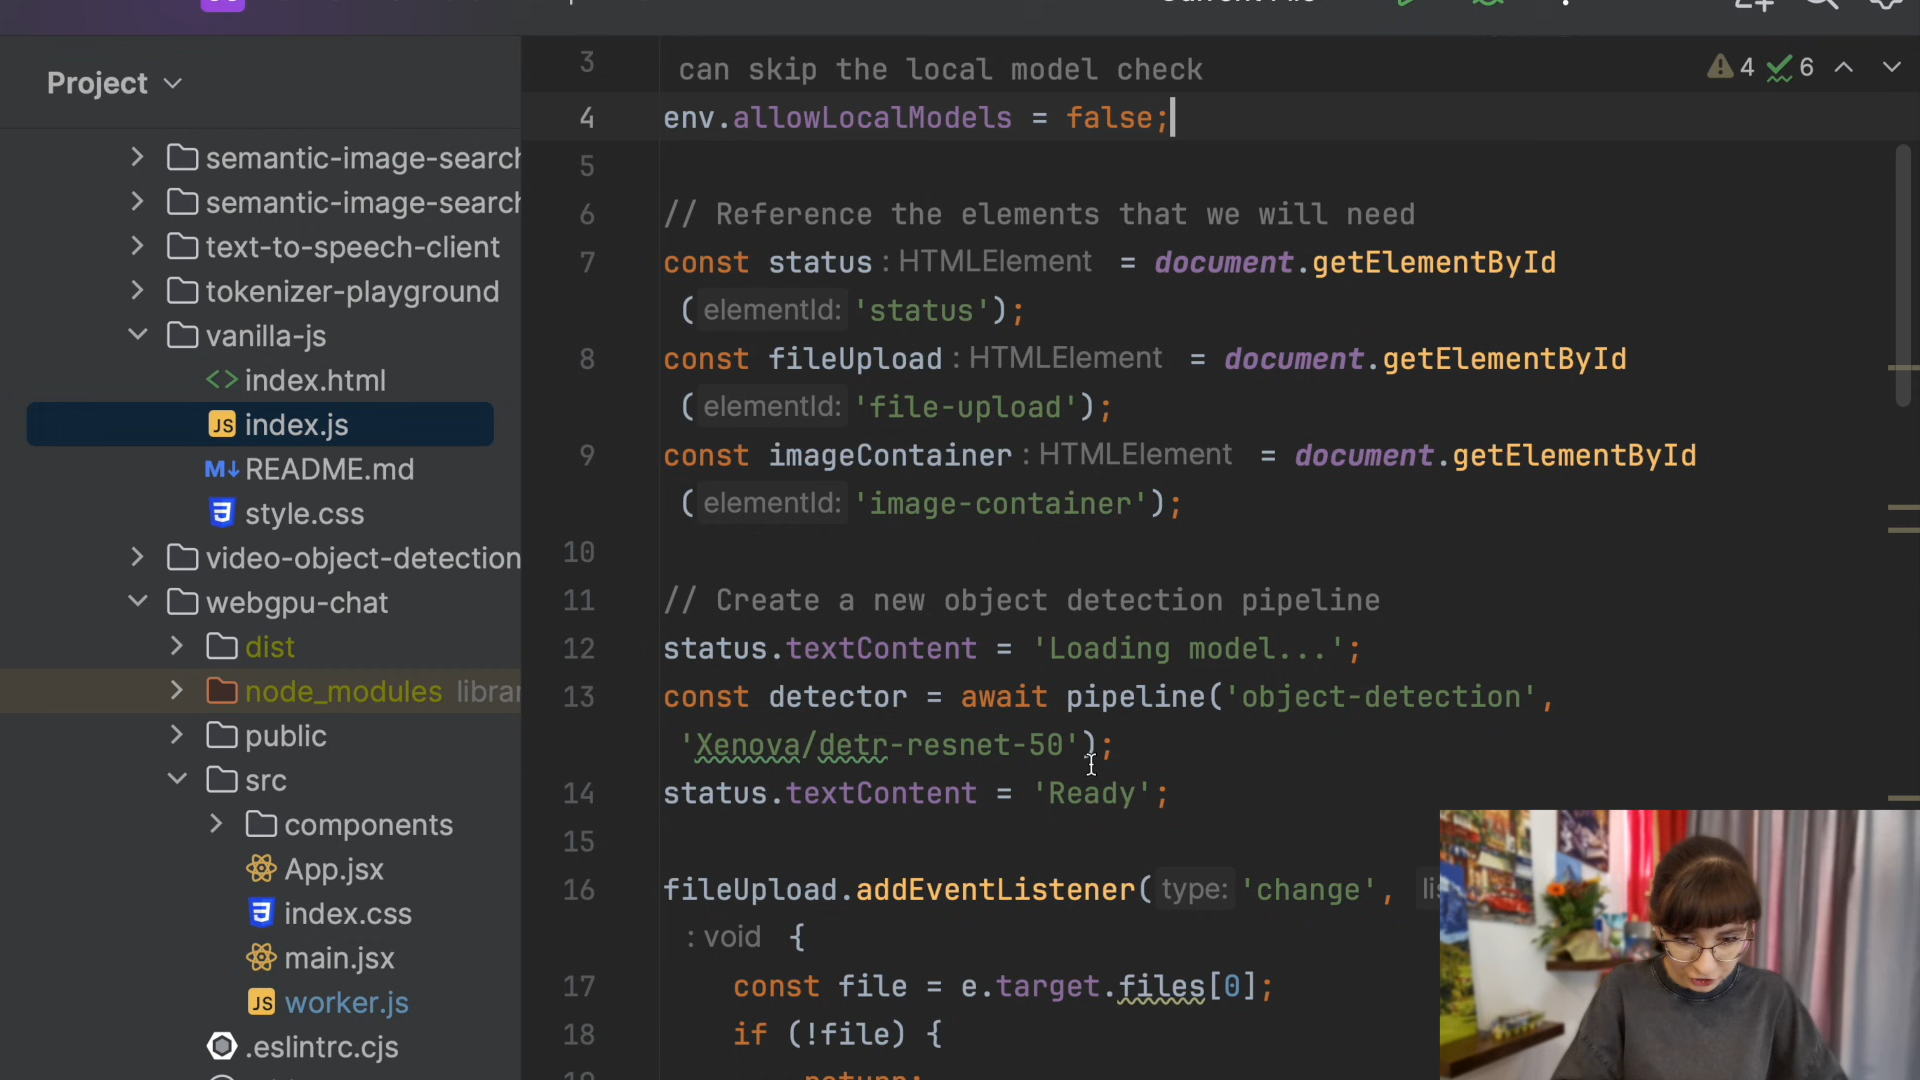 Project
semantic-image-search
semantic-image-search
text-to-speech-client
tokenizer-playground
vanilla-js
<> index.html
JS index.js
M↓ README.md
style.css
video-object-detection
webgpu-chat
dist
node_modules librar
public
src
components
App.jsx
index.css
main.jsx
JS worker.js
.eslintrc.cjs
4 6
3 can skip the local model check
4 env.allowLocalModels = false;
5
6 // Reference the elements that we will need
7 const status : HTMLElement = document.getElementById
( elementId: 'status');
8 const fileUpload : HTMLElement = document.getElementById
( elementId: 'file-upload');
9 const imageContainer : HTMLElement = document.getElementById
( elementId: 'image-container');
10
11 // Create a new object detection pipeline
12 status.textContent = 'Loading model...';
13 const detector = await pipeline('object-detection',
'Xenova/detr-resnet-50');
14 status.textContent = 'Ready';
15
16 fileUpload.addEventListener( type: 'change',
: void {
17 const file = e.target.files[0];
18 if (!file) {
return;